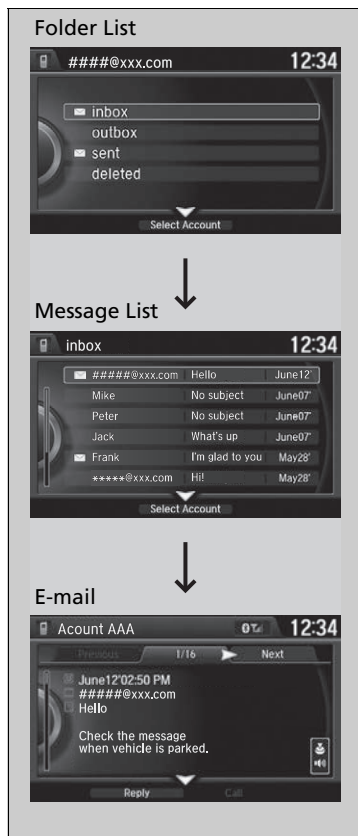 Folder List
####@xxx.com 12:34
inbox
outbox
sent
deleted
Select Account
Message List
inbox 12:34
#####@xxx.com Hello June12'
Mike No subject June07'
Peter No subject June07'
Jack What's up June07'
Frank I'm glad to you May28'
*****@xxx.com Hi! May28'
Select Account
E-mail
Acount AAA 12:34
Previous 1/16 Next
June12'02:50 PM
#####@xxx.com
Hello
Check the message
when vehicle is parked.
Reply Call